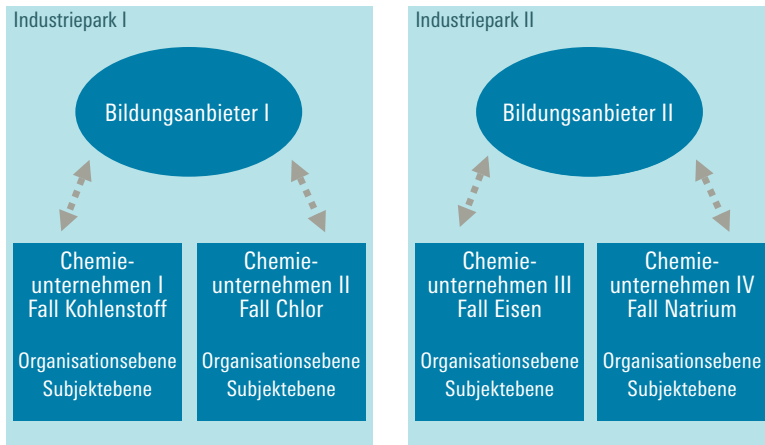 Industriepark I
Bildungsanbieter I
Chemie-
unternehmen I
Fall Kohlenstoff
Organisationsebene
Subjektebene
Chemie-
unternehmen II
Fall Chlor
Organisationsebene
Subjektebene
Industriepark II
Bildungsanbieter II
Chemie-
unternehmen III
Fall Eisen
Organisationsebene
Subjektebene
Chemie-
unternehmen IV
Fall Natrium
Organisationsebene
Subjektebene